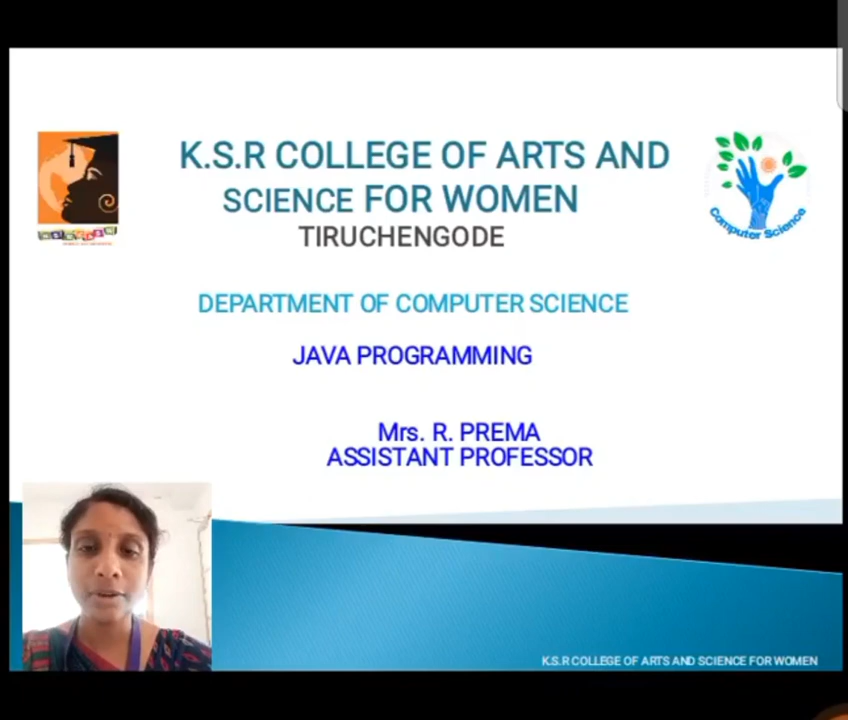 K.S.R COLLEGE OF ARTS AND
SCIENCE FOR WOMEN
TIRUCHENGODE
Computer Science
DEPARTMENT OF COMPUTER SCIENCE
JAVA PROGRAMMING
Mrs. R. PREMA
ASSISTANT PROFESSOR
K.S.R COLLEGE OF ARTS AND SCIENCE FOR WOMEN